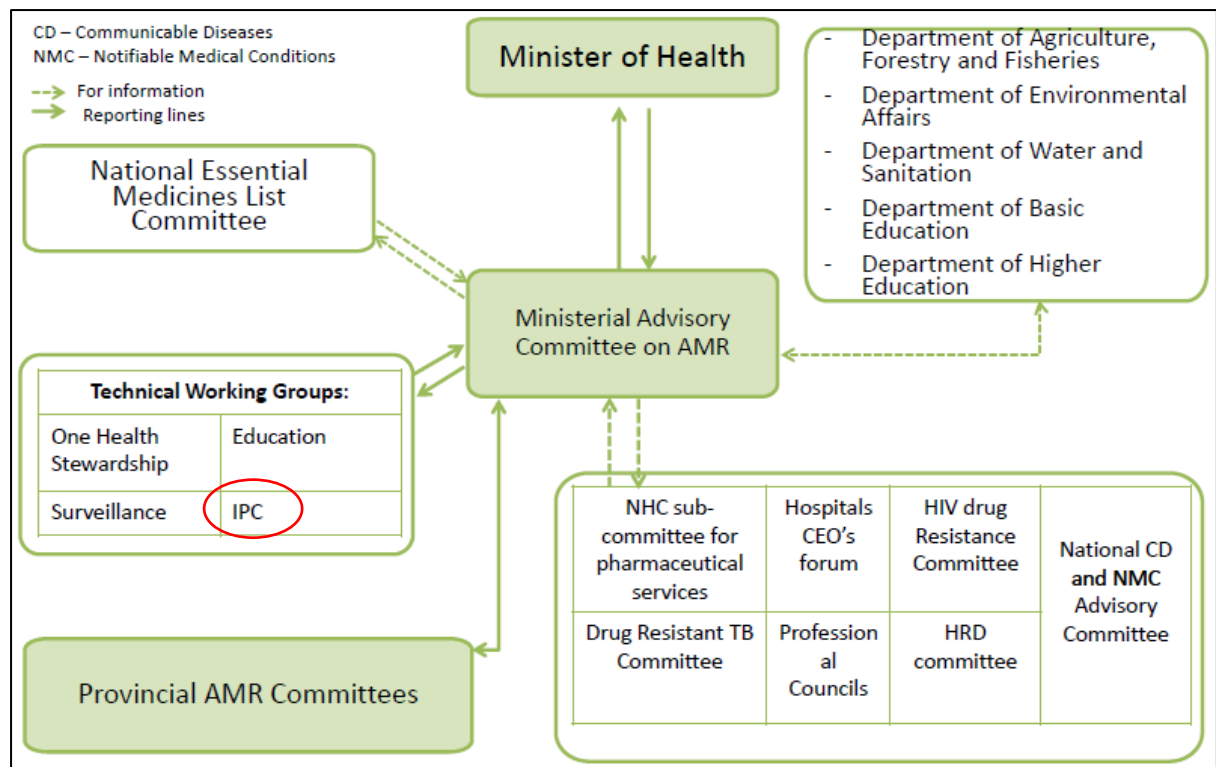 CD – Communicable Diseases
NMC – Notifiable Medical Conditions
For information
Reporting lines
Minister of Health
- Department of Agriculture,
Forestry and Fisheries
- Department of Environmental
Affairs
- Department of Water and
Sanitation
- Department of Basic
Education
- Department of Higher
Education
National Essential
Medicines List
Committee
Ministerial Advisory
Committee on AMR
Technical Working Groups:
One Health
Stewardship
Education
Surveillance
IPC
NHC sub-
committee for
pharmaceutical
services
Hospitals
CEO’s
forum
HIV drug
Resistance
Committee
National CD
and NMC
Advisory
Committee
Drug Resistant TB
Committee
Profession
al
Councils
HRD
committee
Provincial AMR Committees